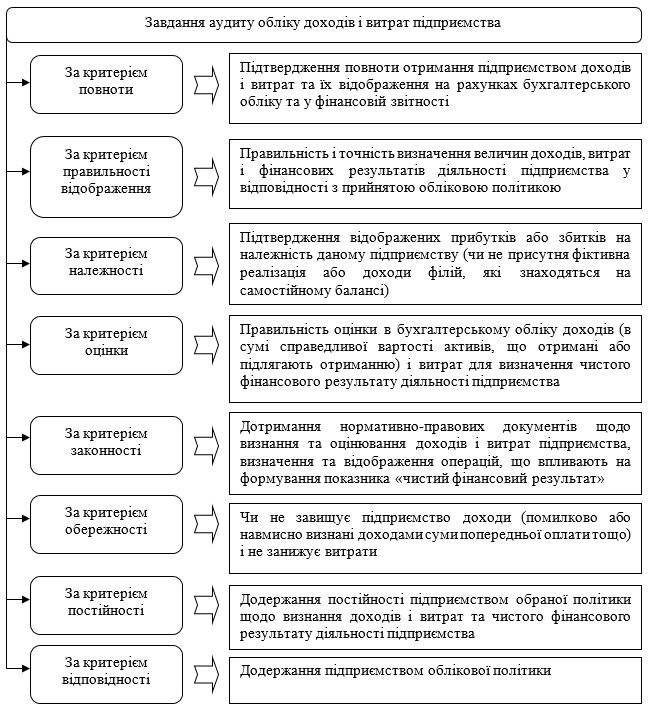 Завдання аудиту обліку доходів і витрат підприємства
За критерієм
повноти
Підтвердження повноти отримання підприємством доходів
і витрат та їх відображення на рахунках бухгалтерського
обліку та у фінансовій звітності
За критерієм
правильності
відображення
Правильність і точність визначення величин доходів, витрат
і фінансових результатів діяльності підприємства у
відповідності з прийнятою обліковою політикою
За критерієм
належності
Підтвердження відображених прибутків або збитків на
належність даному підприємству (чи не присутня фіктивна
реалізація або доходи філій, які знаходяться на
самостійному балансі)
За критерієм
оцінки
Правильність оцінки в бухгалтерському обліку доходів (в
сумі справедливої вартості активів, що отримані або
підлягають отриманню) і витрат для визначення чистого
фінансового результату діяльності підприємства
За критерієм
законності
Дотримання нормативно-правових документів щодо
визнання та оцінювання доходів і витрат підприємства,
визначення та відображення операцій, що впливають на
формування показника «чистий фінансовий результат»
За критерієм
обережності
Чи не завищує підприємство доходи (помилково або
навмисно визнані доходами суми попередньої оплати тощо)
і не занижує витрати
За критерієм
постійності
Додержання постійності підприємством обраної політики
щодо визнання доходів і витрат та чистого фінансового
результату діяльності підприємства
За критерієм
відповідності
Додержання підприємством облікової політики